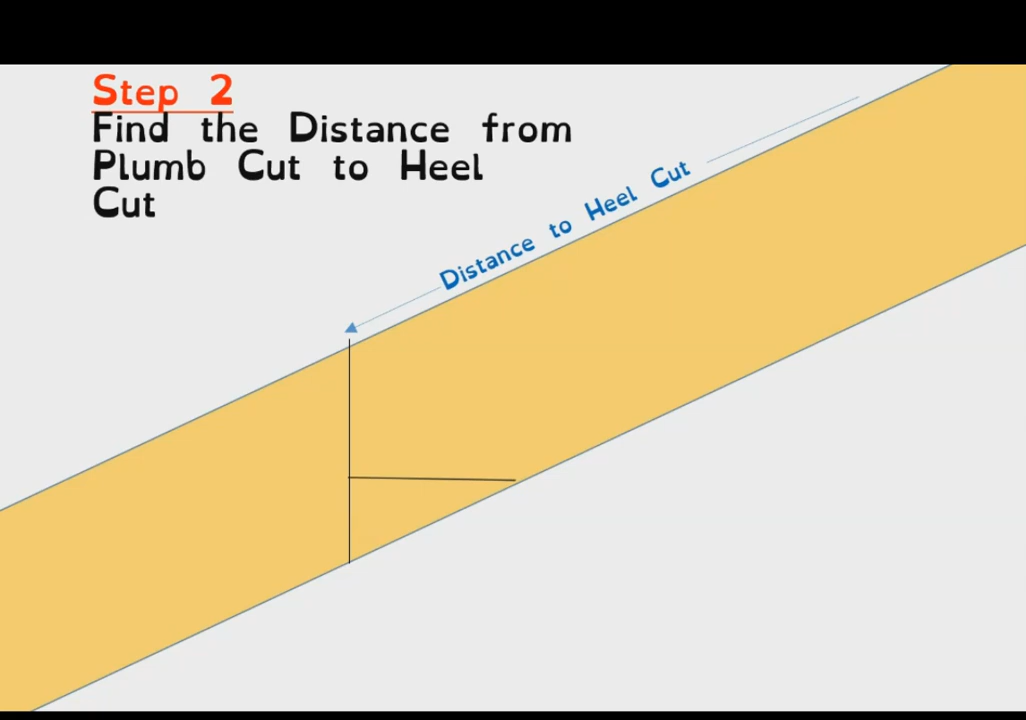 Step 2
Find the Distance from
Plumb Cut to Heel
Cut
Distance to Heel Cut